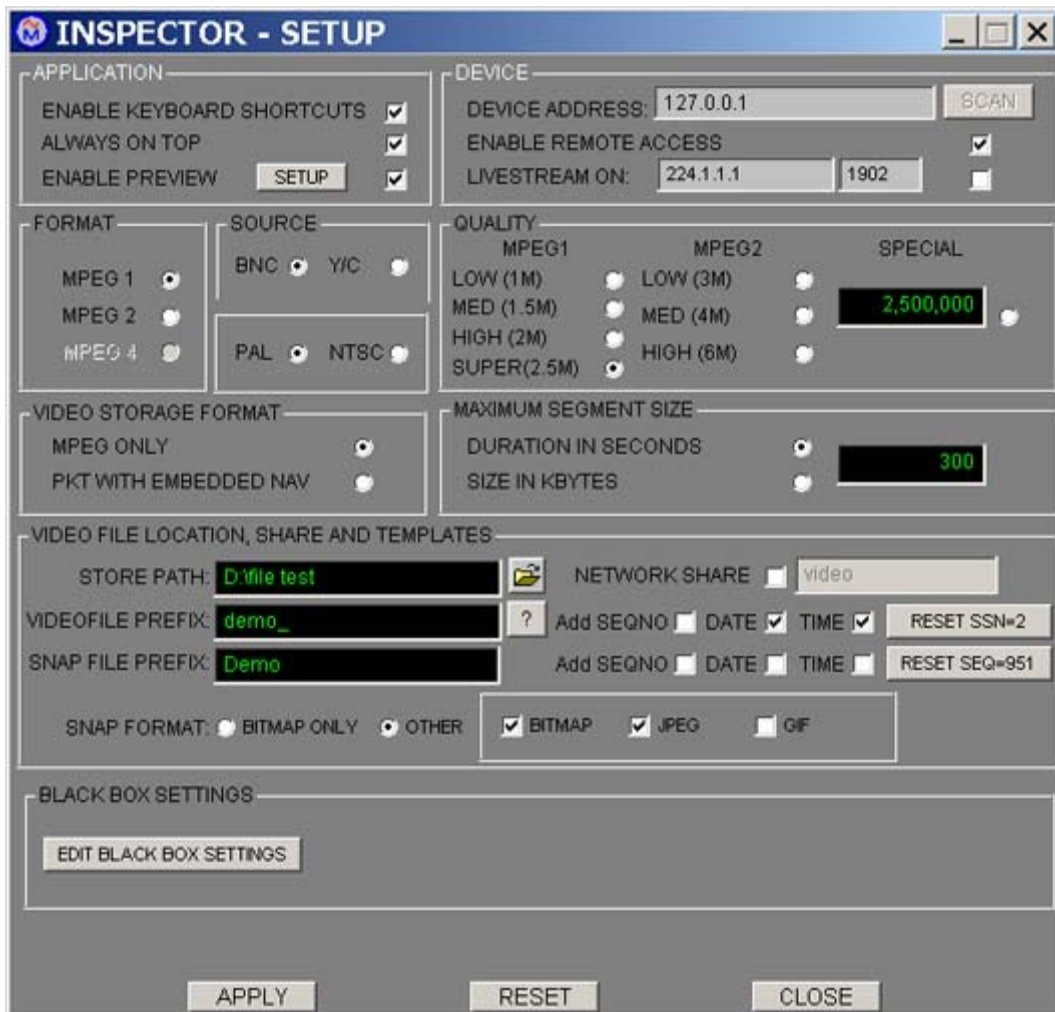 INSPECTOR - SETUP
APPLICATION
ENABLE KEYBOARD SHORTCUTS
ALWAYS ON TOP
ENABLE PREVIEW SETUP
DEVICE
DEVICE ADDRESS: 127.0.0.1 SCAN
ENABLE REMOTE ACCESS
LIVESTREAM ON: 224.1.1.1 1902
FORMAT
MPEG 1
MPEG 2
MPEG 4
SOURCE
BNC Y/C
PAL NTSC
QUALITY
MPEG1 MPEG2 SPECIAL
LOW (1M) LOW (3M)
MED (1.5M) MED (4M) 2,500,000
HIGH (2M) HIGH (6M)
SUPER(2.5M)
VIDEO STORAGE FORMAT
MPEG ONLY
PKT WITH EMBEDDED NAV
MAXIMUM SEGMENT SIZE
DURATION IN SECONDS 300
SIZE IN KBYTES
VIDEO FILE LOCATION, SHARE AND TEMPLATES
STORE PATH: D:\file test NETWORK SHARE video
VIDEOFILE PREFIX: demo_ ? Add SEQNO DATE TIME RESET SSN=2
SNAP FILE PREFIX: Demo Add SEQNO DATE TIME RESET SEQ=951
SNAP FORMAT: BITMAP ONLY OTHER BITMAP JPEG GIF
BLACK BOX SETTINGS
EDIT BLACK BOX SETTINGS
APPLY RESET CLOSE